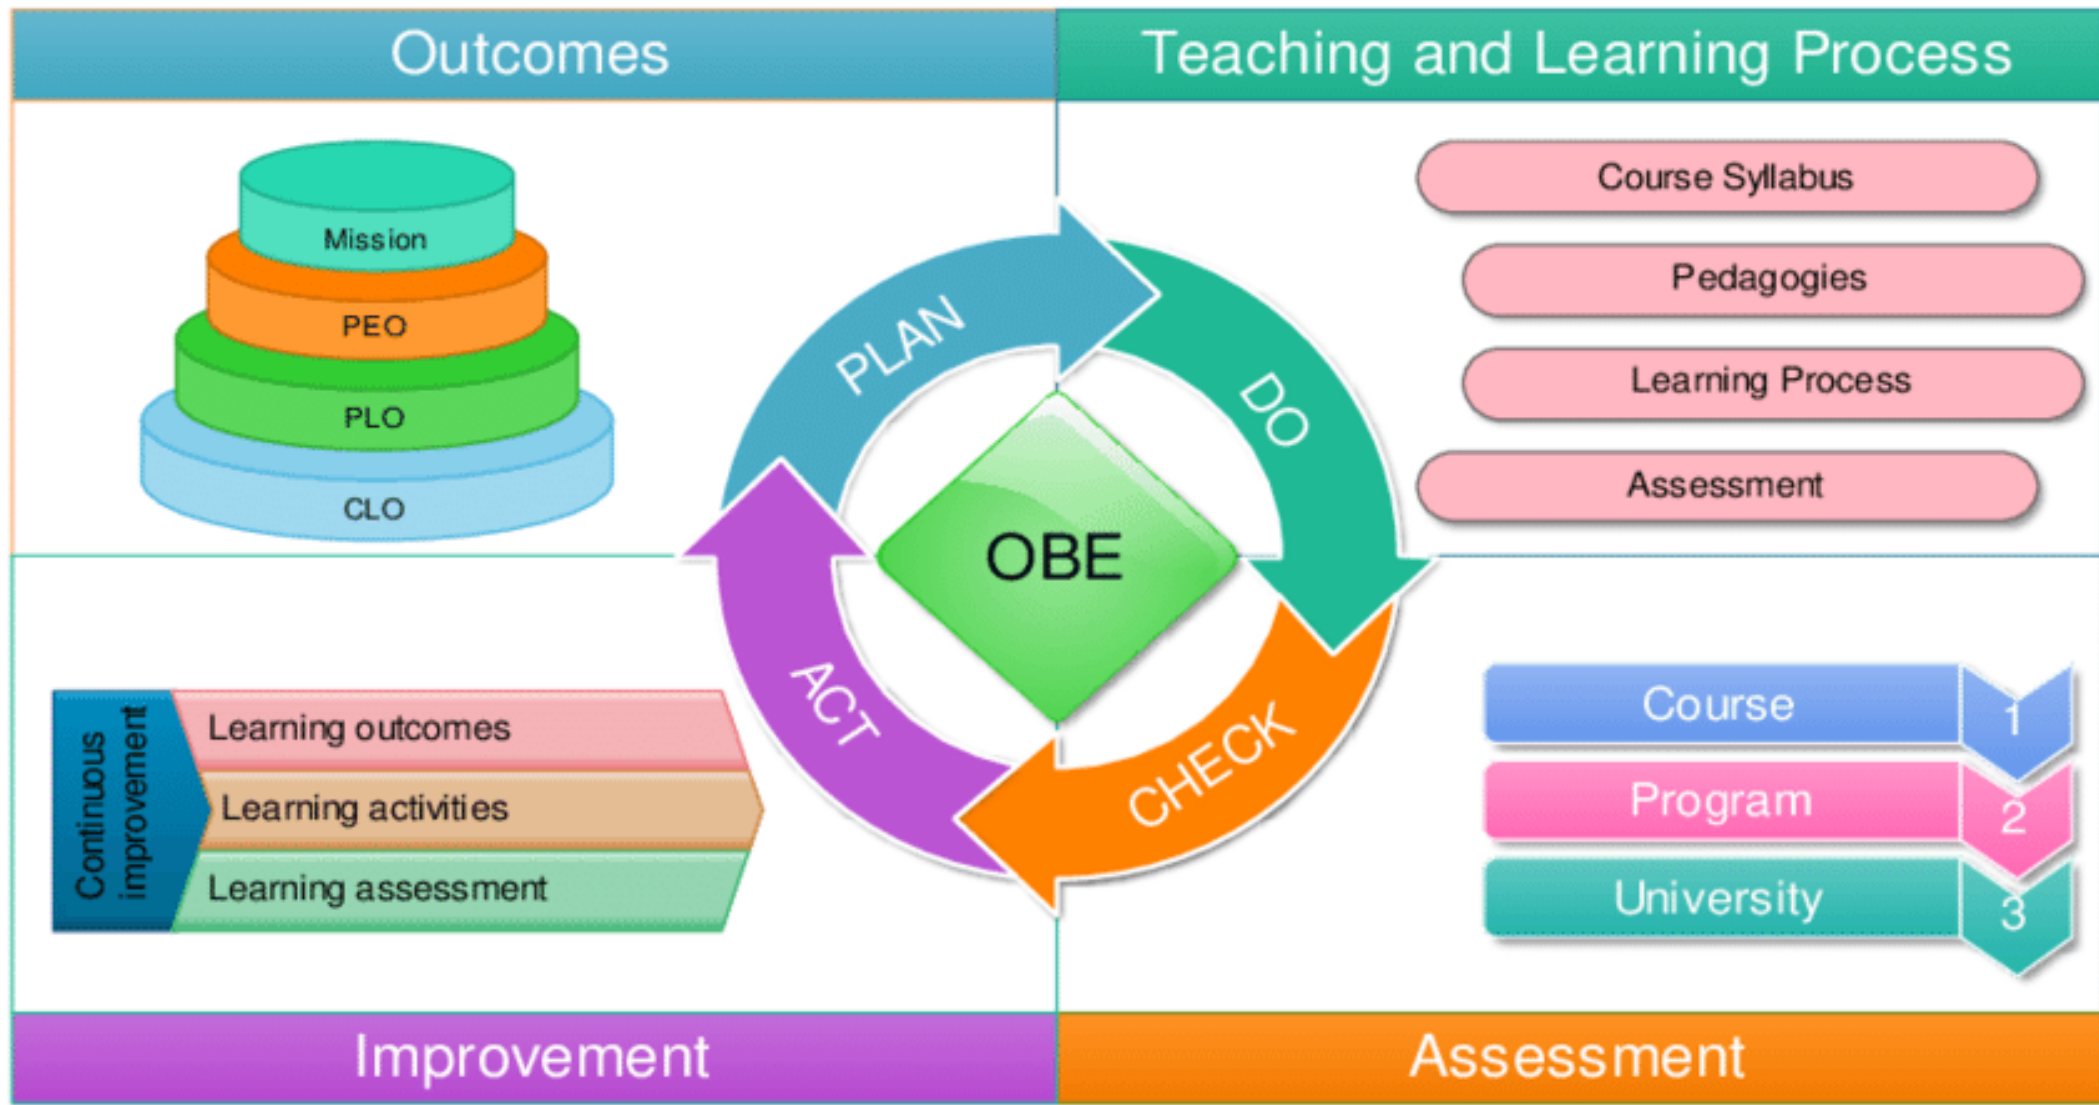 Outcomes
Teaching and Learning Process
Mission
PEO
PLO
CLO
Course Syllabus
Pedagogies
Learning Process
Assessment
PLAN
DO
CHECK
ACT
OBE
Continuous
improvement
Learning outcomes
Learning activities
Learning assessment
Course
1
Program
2
University
3
Improvement
Assessment